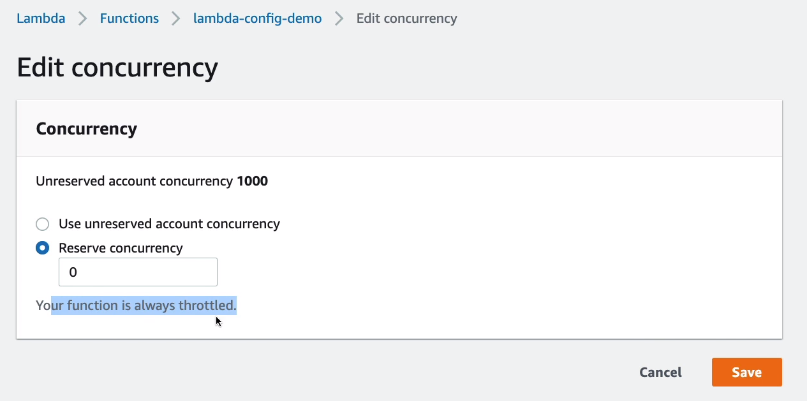 Lambda > Functions > lambda-config-demo > Edit concurrency
Edit concurrency
Concurrency
Unreserved account concurrency 1000
Use unreserved account concurrency
Reserve concurrency
0
Your function is always throttled.
Cancel Save